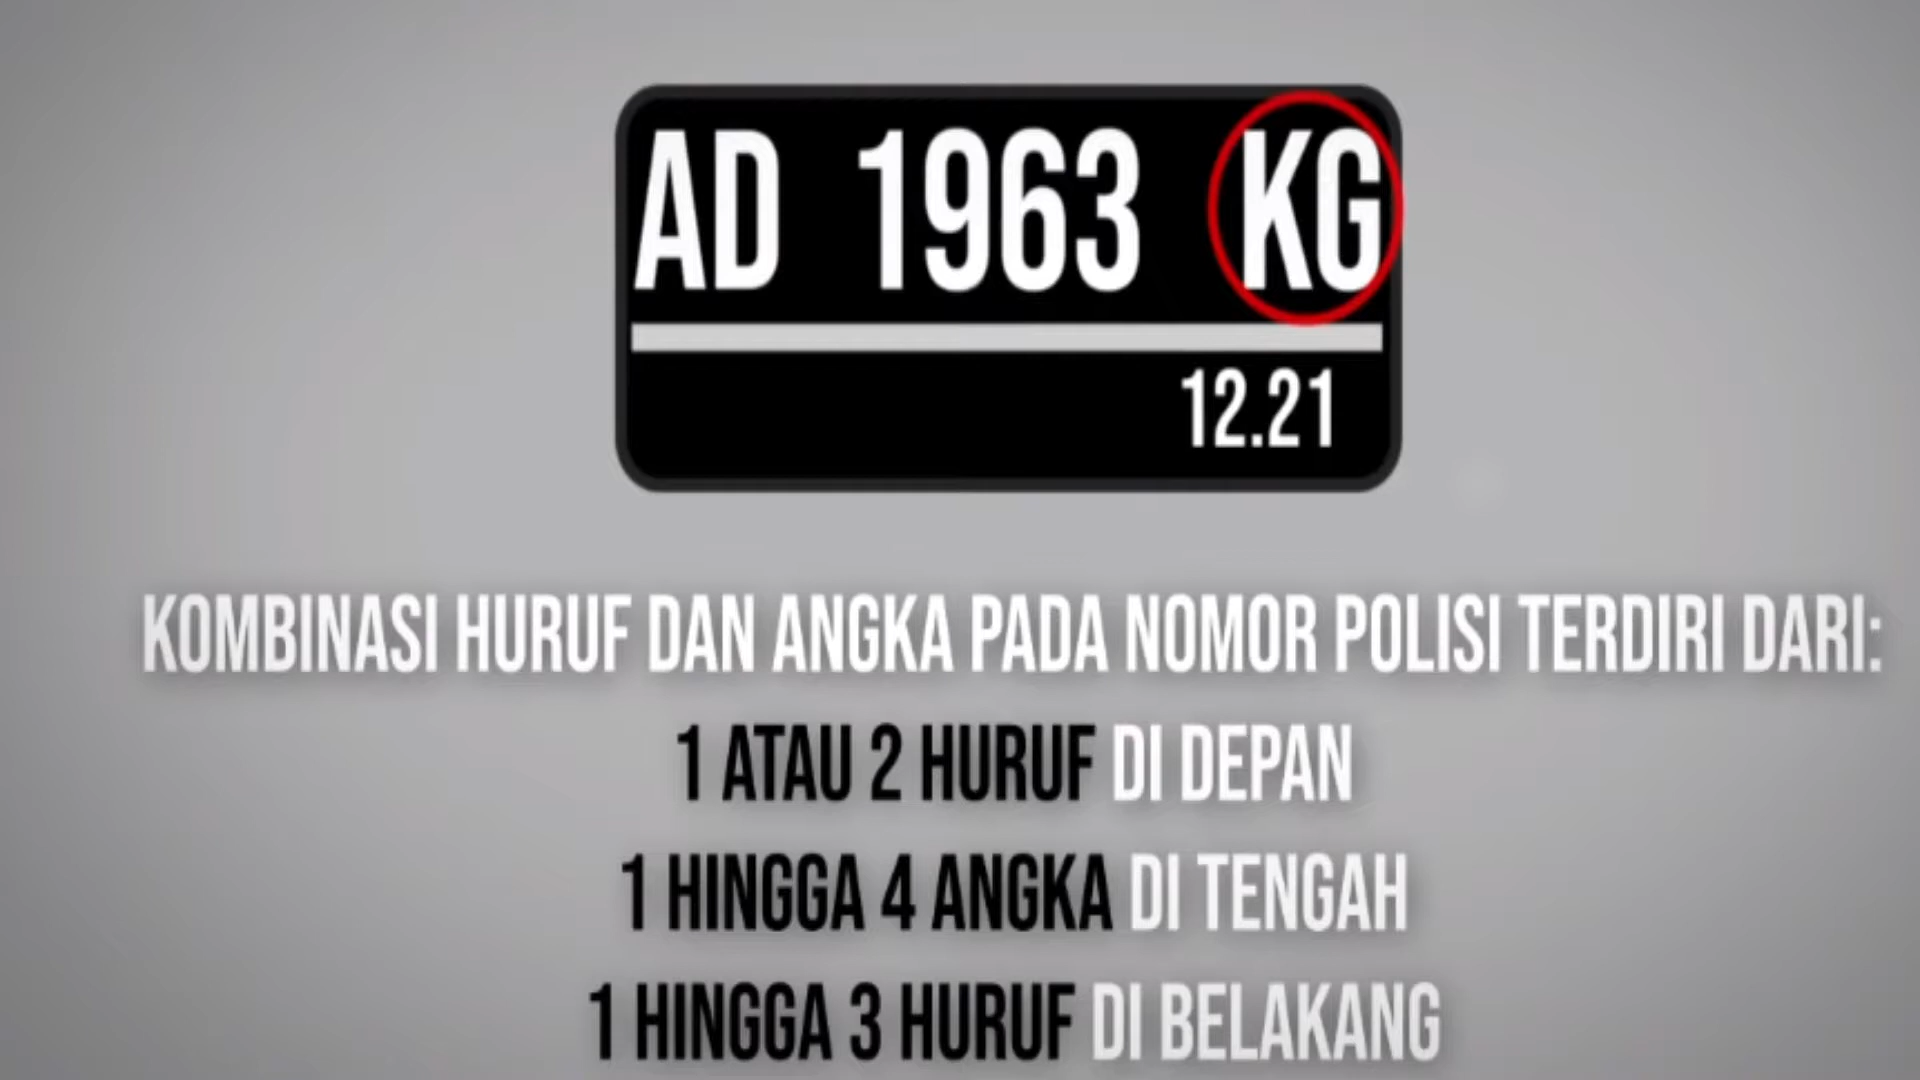 AD 1963 KG
12.21
KOMBINASI HURUF DAN ANGKA PADA NOMOR POLISI TERDIRI DARI:
1 ATAU 2 HURUF DI DEPAN
1 HINGGA 4 ANGKA DI TENGAH
1 HINGGA 3 HURUF DI BELAKANG